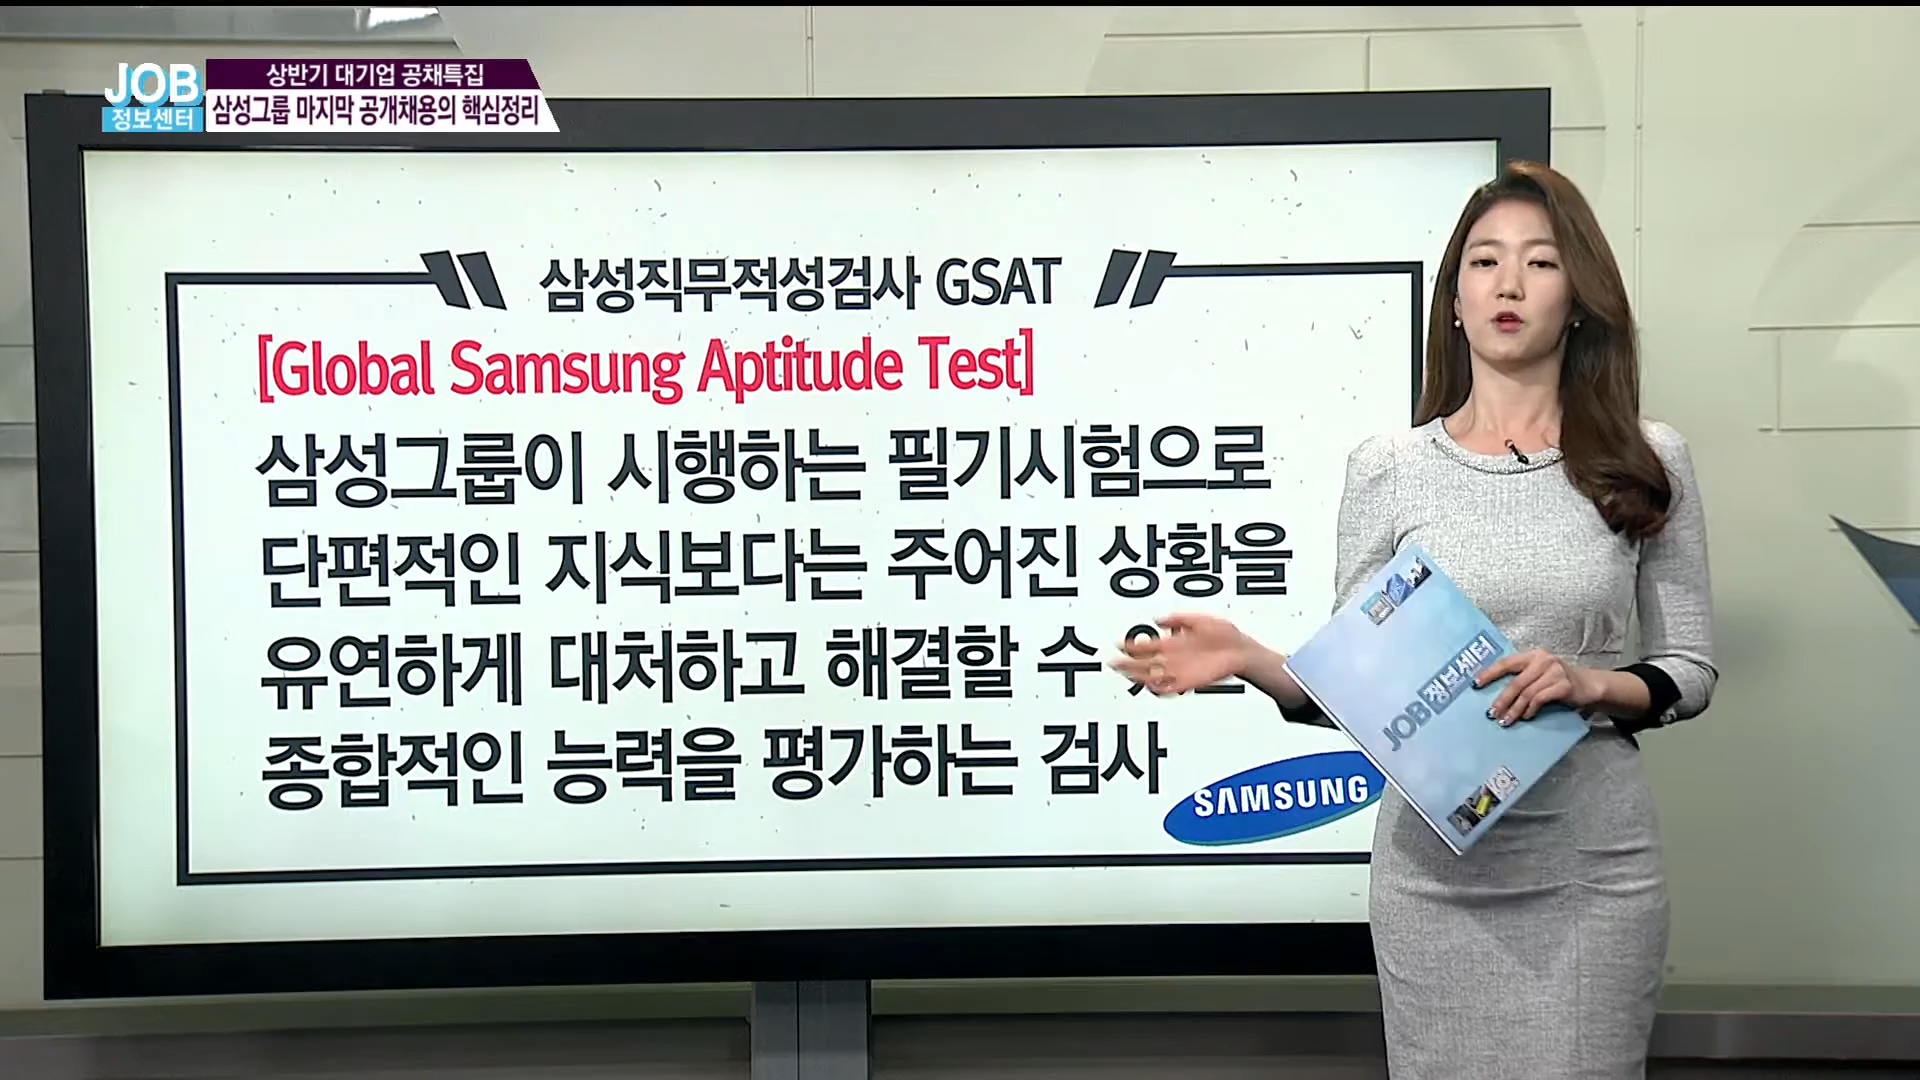 JOB
정보센터
상반기 대기업 공채특집
삼성그룹 마지막 공개채용의 핵심정리
삼성직무적성검사 GSAT
[Global Samsung Aptitude Test]
삼성그룹이 시행하는 필기시험으로
단편적인 지식보다는 주어진 상황을
유연하게 대처하고 해결할 수
종합적인 능력을 평가하는 검사
SAMSUNG
JOB 정보센터